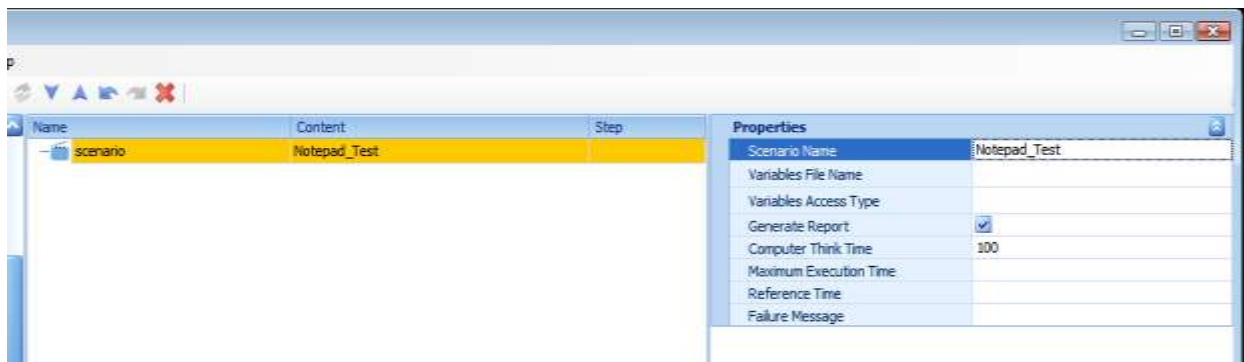 p
Name Content Step
scenario Notepad_Test
Properties
Scenario Name Notepad_Test
Variables File Name
Variables Access Type
Generate Report
Computer Think Time 100
Maximum Execution Time
Reference Time
Failure Message